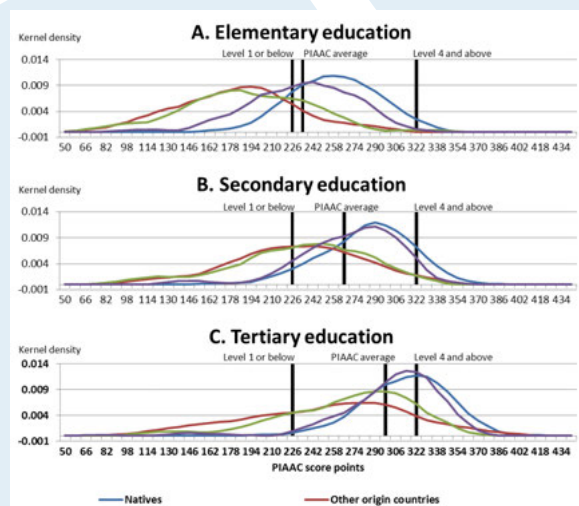 A. Elementary education
Kernel density
Level 1 or below
PIAAC average
Level 4 and above
0.014
0.009
0.004
-0.001
50 66 82 98 114 130 146 162 178 194 210 226 242 258 274 290 306 322 338 354 370 386 402 418 434
B. Secondary education
Kernel density
Level 1 or below
PIAAC average
Level 4 and above
0.014
0.009
0.004
-0.001
50 66 82 98 114 130 146 162 178 194 210 226 242 258 274 290 306 322 338 354 370 386 402 418 434
C. Tertiary education
Kernel density
Level 1 or below
PIAAC average
Level 4 and above
0.014
0.009
0.004
-0.001
50 66 82 98 114 130 146 162 178 194 210 226 242 258 274 290 306 322 338 354 370 386 402 418 434
PIAAC score points
Natives
Other origin countries